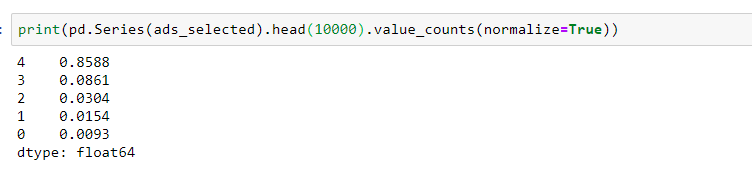 : print(pd.Series(ads_selected).head(10000).value_counts(normalize=True))
4    0.8588
3    0.0861
2    0.0304
1    0.0154
0    0.0093
dtype: float64